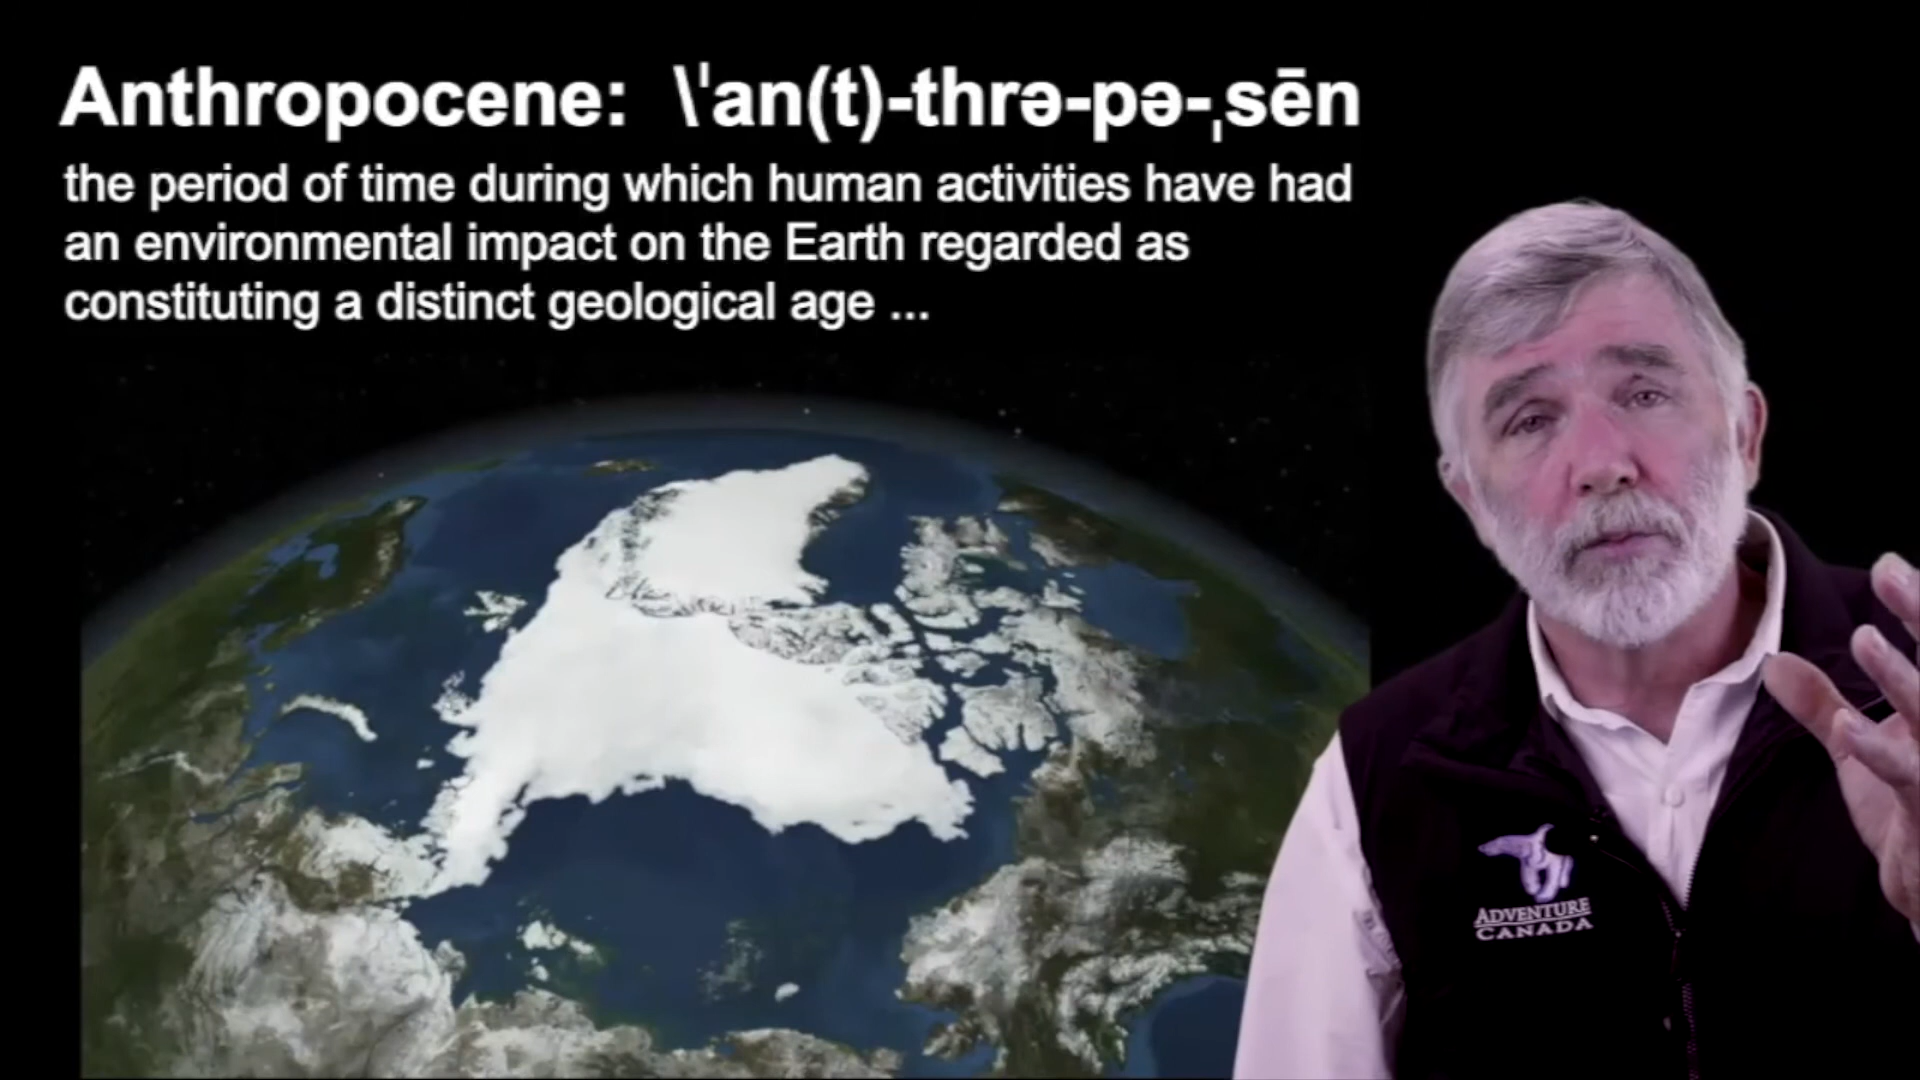 Anthropocene: \ˈan(t)-thrə-pə-ˌsēn
the period of time during which human activities have had
an environmental impact on the Earth regarded as
constituting a distinct geological age ...
ADVENTURE
CANADA